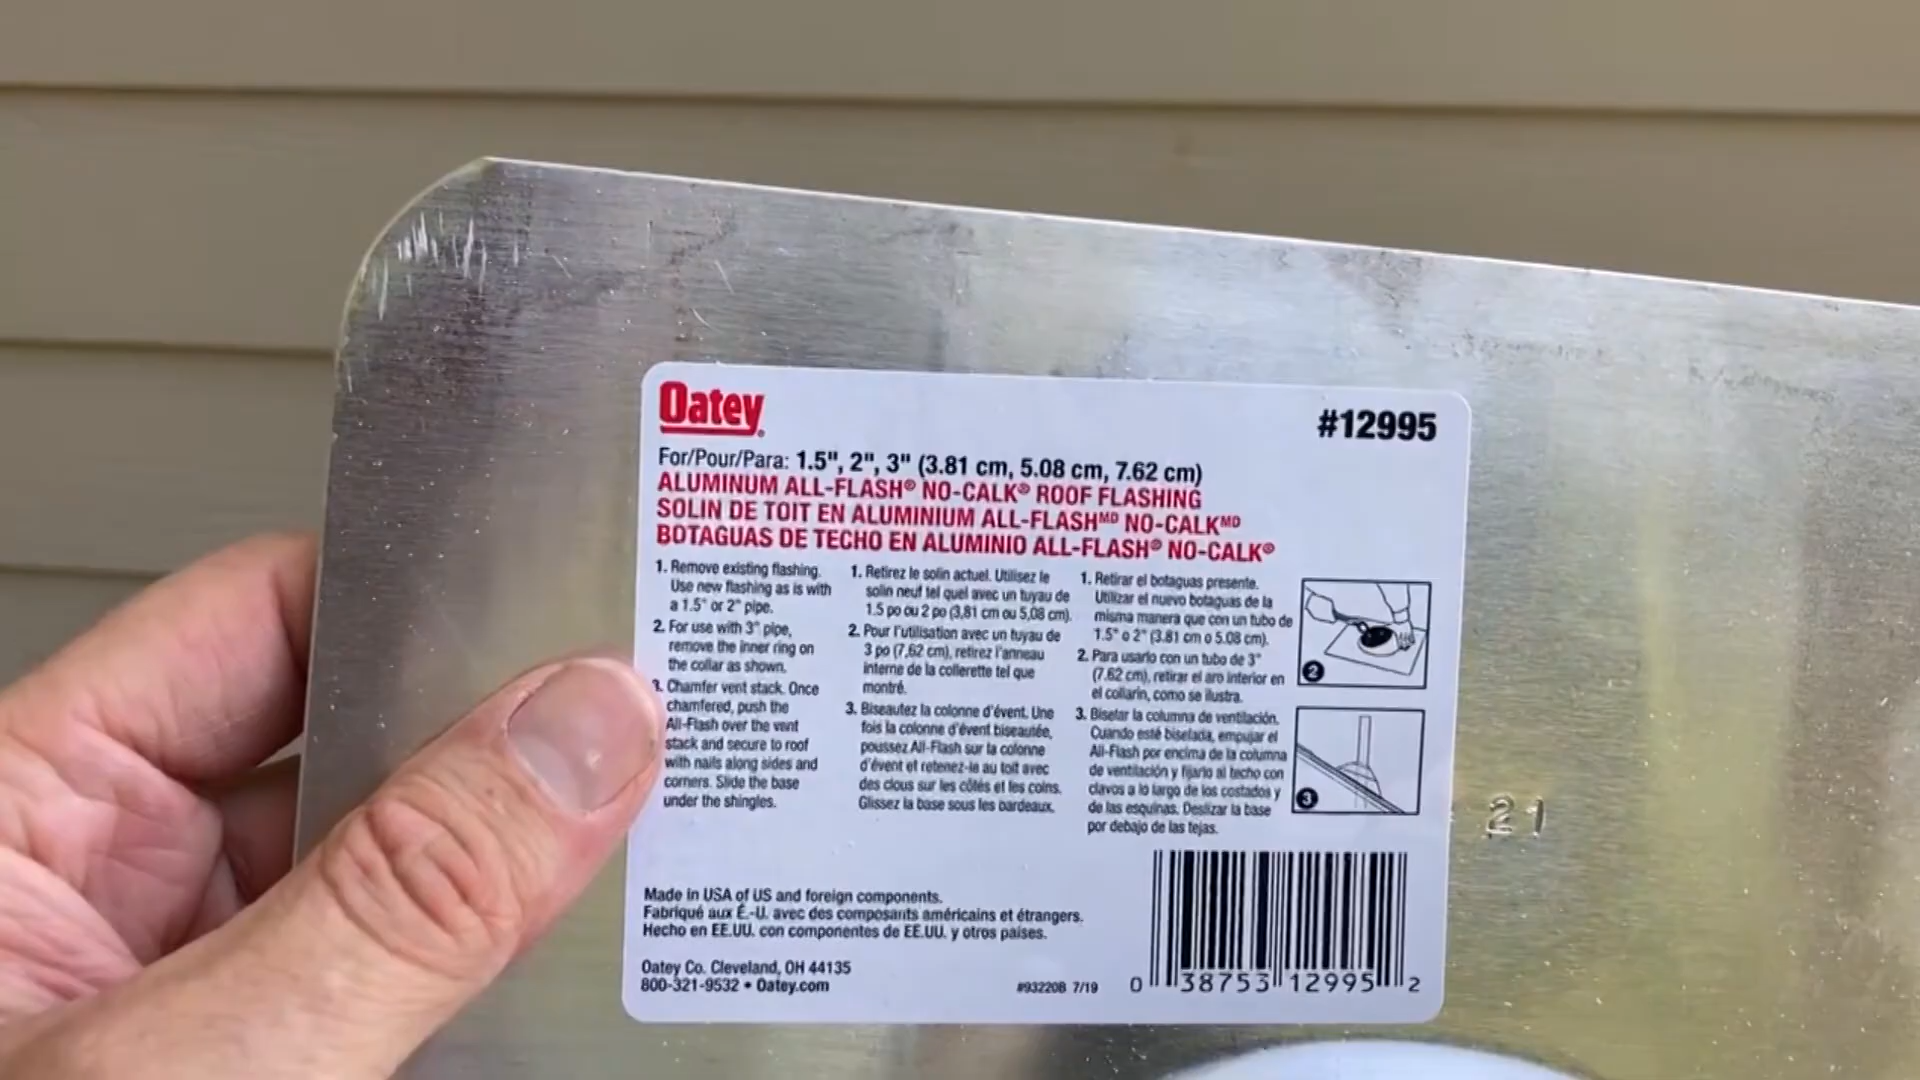 Oatey
#12995
For/Pour/Para: 1.5", 2", 3" (3.81 cm, 5.08 cm, 7.62 cm)
ALUMINUM ALL-FLASH® NO-CALK® ROOF FLASHING
SOLIN DE TOIT EN ALUMINIUM ALL-FLASHMD NO-CALKMD
BOTAGUAS DE TECHO EN ALUMINIO ALL-FLASH® NO-CALK®
1. Remove existing flashing.
Use new flashing as is with
a 1.5" or 2" pipe.
2. For use with 3" pipe,
remove the inner ring on
the collar as shown.
3. Chamfer vent stack. Once
chamfered, push the
All-Flash over the vent
stack and secure to roof
with nails along sides and
corners. Slide the base
under the shingles.
1. Retirez le solin actuel. Utilisez le
solin neuf tel quel avec un tuyau de
1.5 po ou 2 po (3,81 cm ou 5,08 cm).
2. Pour l'utilisation avec un tuyau de
3 po (7,62 cm), retirez l'anneau
interne de la collerette tel que
montré.
3. Biseautez la colonne d'évent. Une
fois la colonne d'évent biseautée,
poussez All-Flash sur la colonne
d'évent et retenez-le au toit avec
des clous sur les côtés et les coins.
Glissez la base sous les bardeaux.
1. Retirar el botaguas presente.
Utilizar el nuevo botaguas de la
misma manera que con un tubo de
1.5" o 2" (3.81 cm o 5.08 cm).
2. Para usarlo con un tubo de 3"
(7.62 cm), retirar el aro interior en
el collarín, como se ilustra.
3. Biselar la columna de ventilación.
Cuando esté biselada, empujar el
All-Flash por encima de la columna
de ventilación y fijarlo al techo con
clavos a lo largo de los costados y
de las esquinas. Deslizar la base
por debajo de las tejas.
2
3
21
Made in USA of US and foreign components.
Fabriqué aux É.-U. avec des composants américains et étrangers.
Hecho en EE.UU. con componentes de EE.UU. y otros países.
Oatey Co. Cleveland, OH 44135
800-321-9532 • Oatey.com
#93220B 7/19
0 38753 12995 2